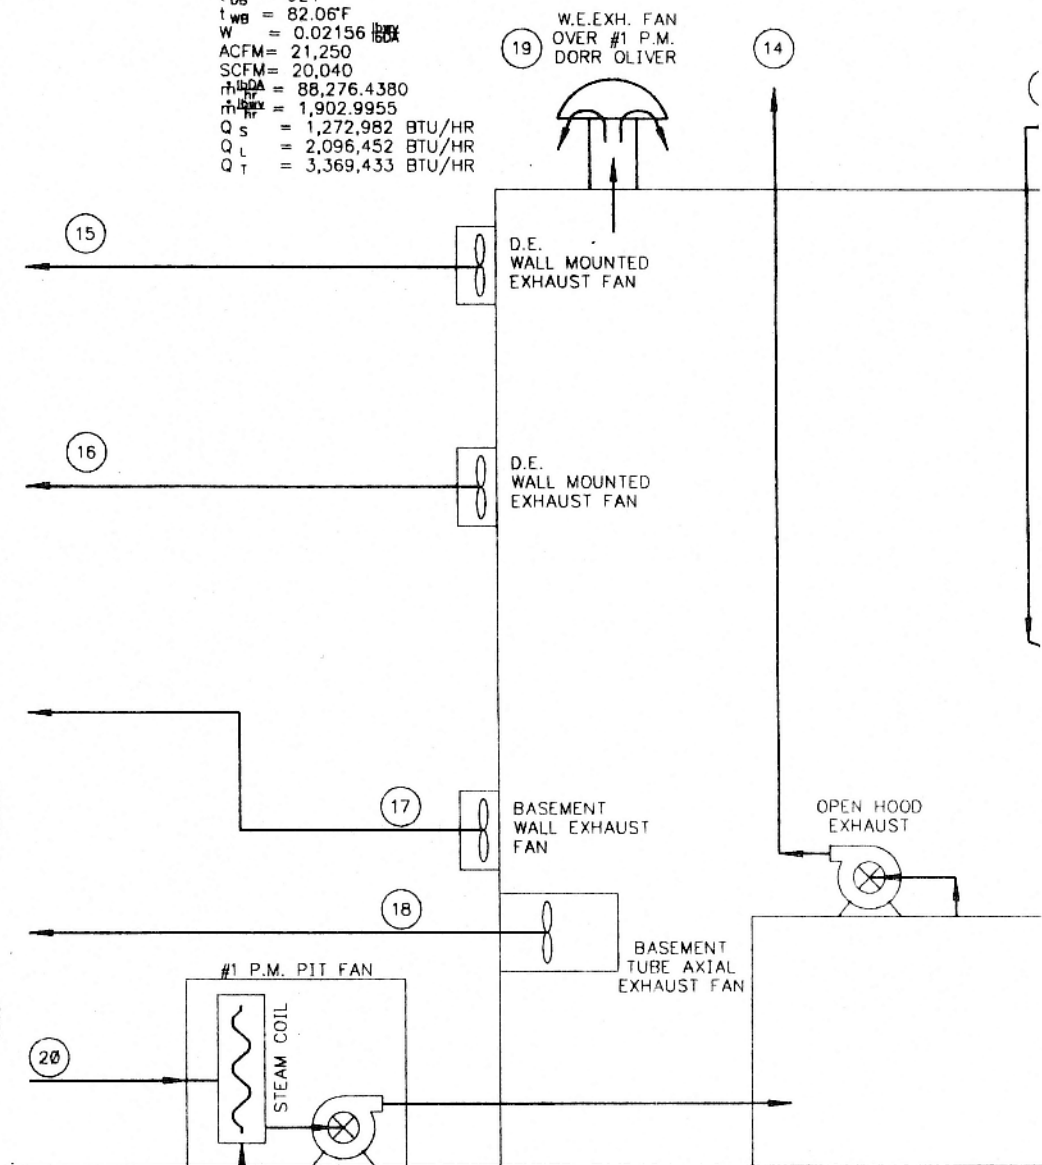 t WB = 82.06°F
W = 0.02156
ACFM= 21,250
SCFM= 20,040
ṁ lbDA/hr = 88,276.4380
ṁ lbwv/hr = 1,902.9955
Q S = 1,272,982 BTU/HR
Q L = 2,096,452 BTU/HR
Q T = 3,369,433 BTU/HR
W.E.EXH. FAN
19 OVER #1 P.M.
DORR OLIVER
14
15
D.E.
WALL MOUNTED
EXHAUST FAN
16
D.E.
WALL MOUNTED
EXHAUST FAN
17
BASEMENT
WALL EXHAUST
FAN
OPEN HOOD
EXHAUST
18
BASEMENT
TUBE AXIAL
EXHAUST FAN
#1 P.M. PIT FAN
STEAM COIL
20